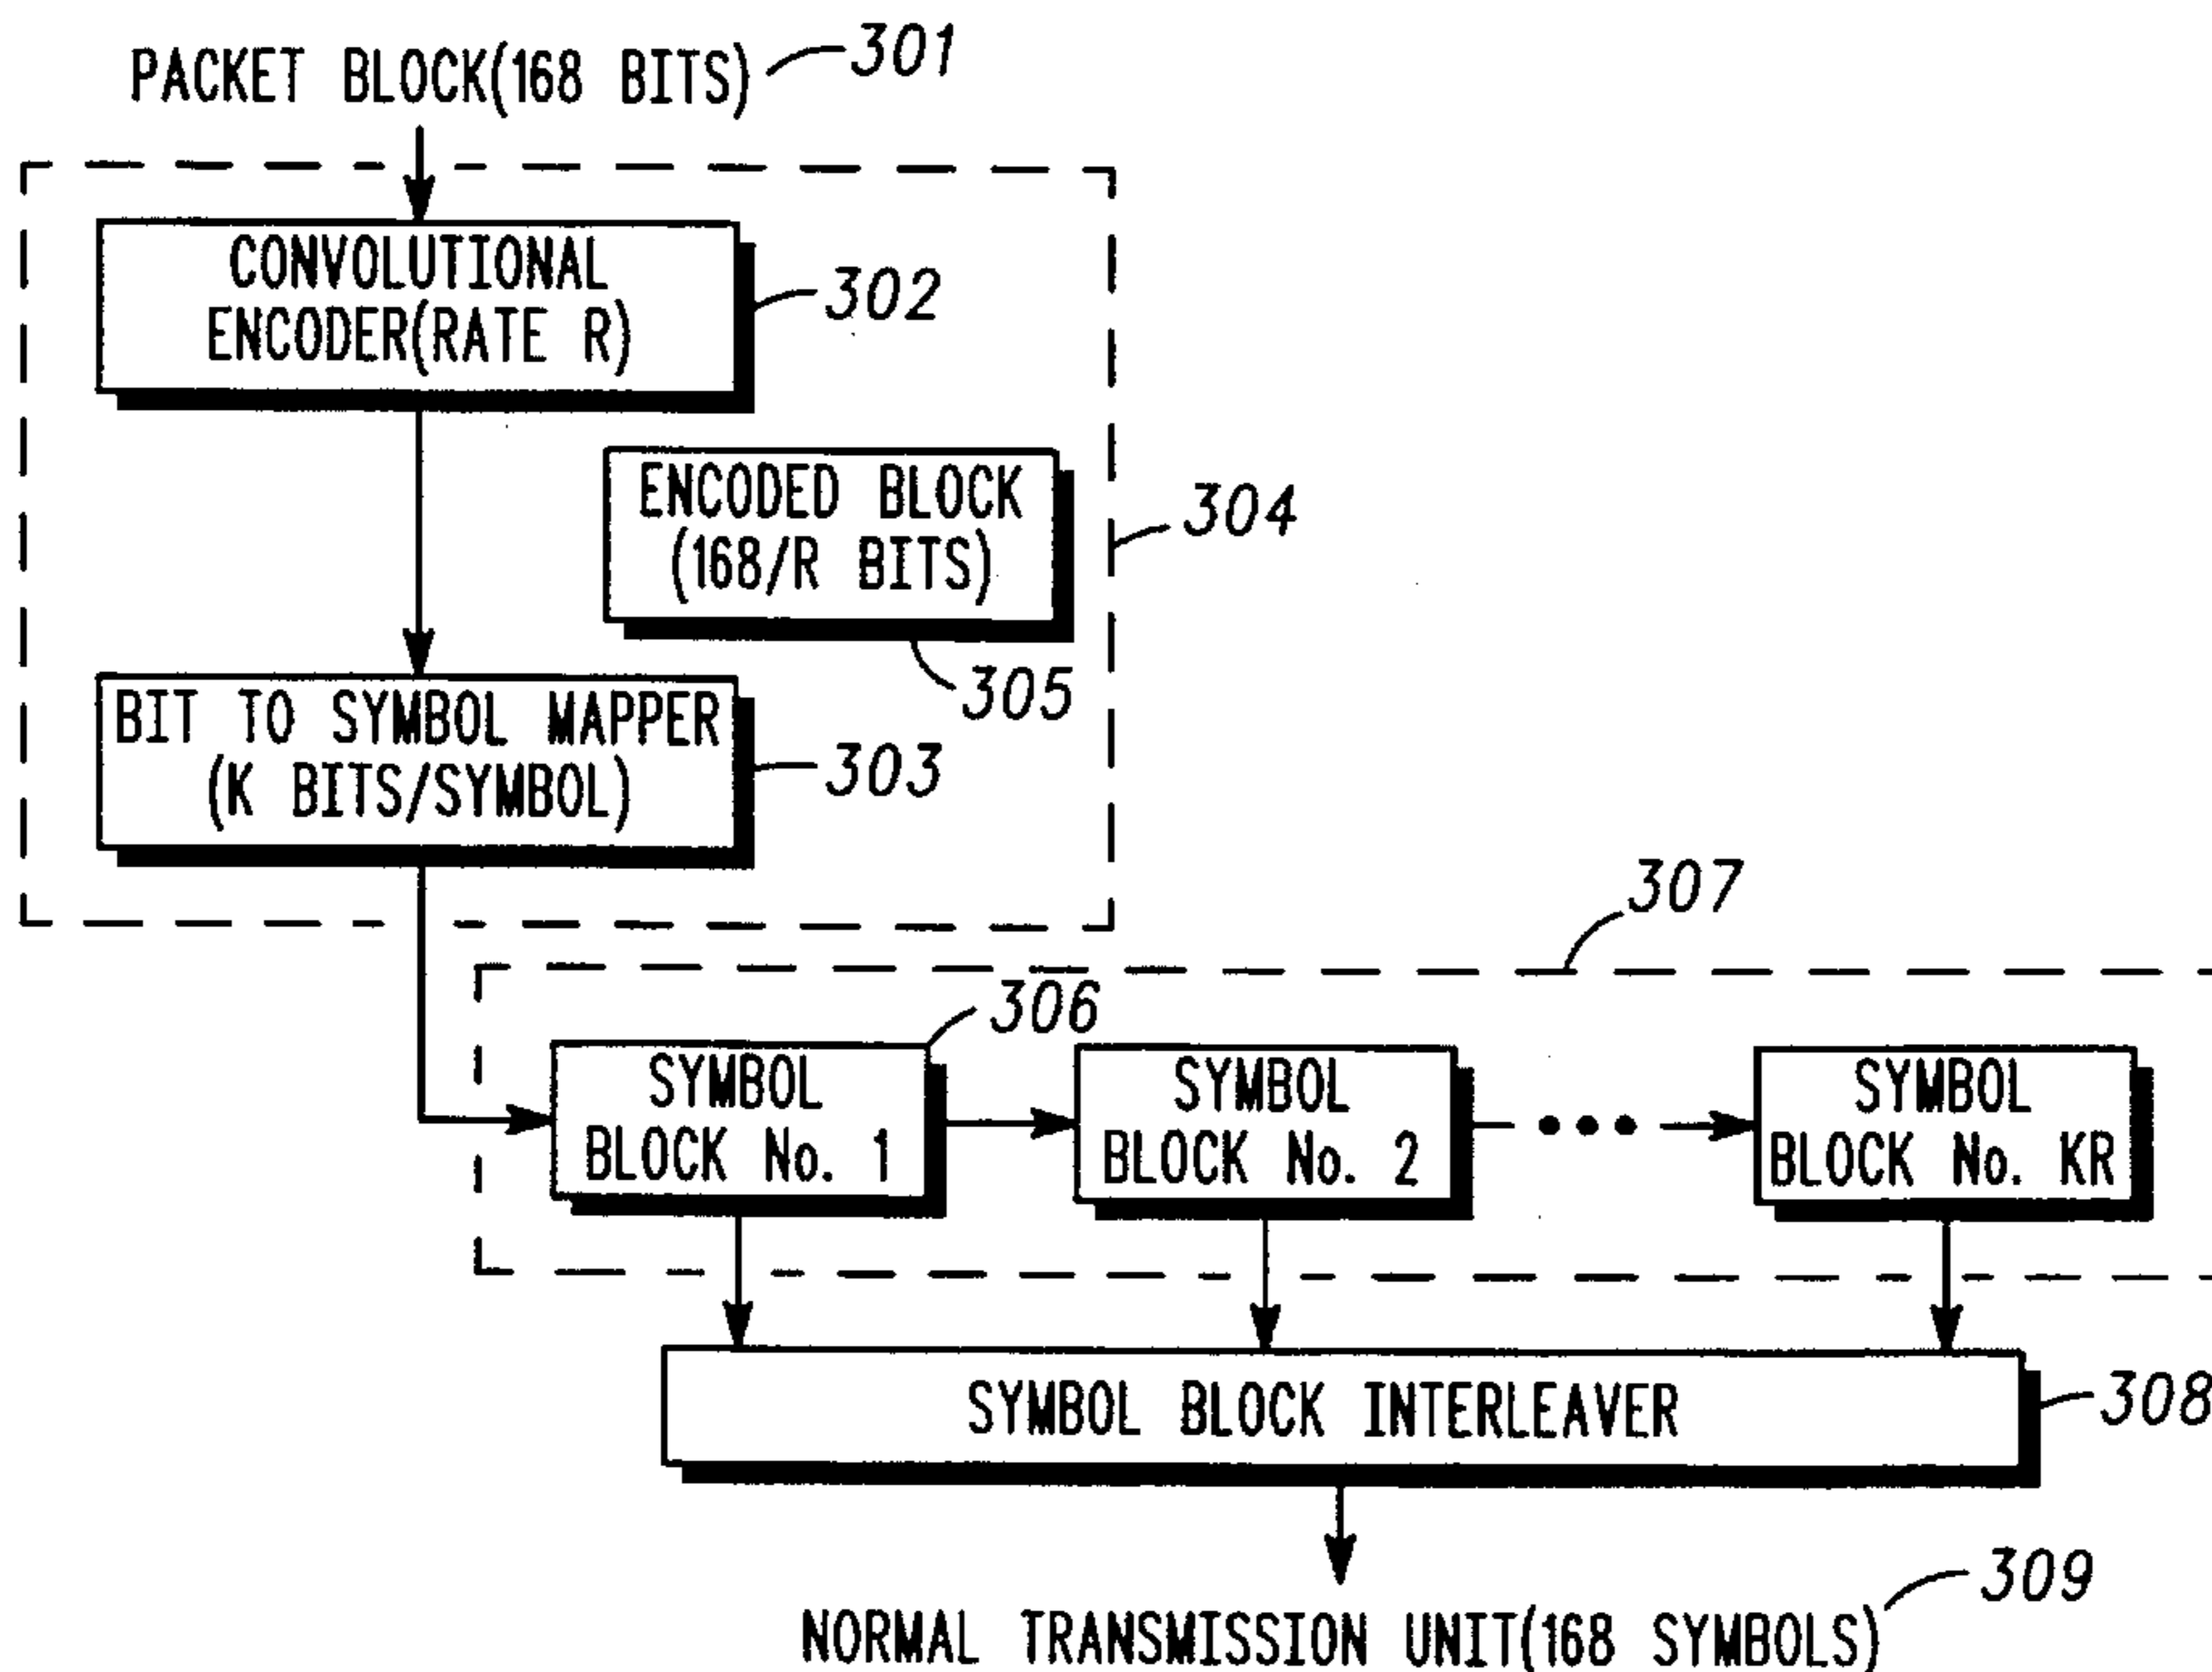 PACKET BLOCK(168 BITS) 301
CONVOLUTIONAL
ENCODER(RATE R)
302
ENCODED BLOCK
(168/R BITS)
304
305
BIT TO SYMBOL MAPPER
(K BITS/SYMBOL)
303
307
306
SYMBOL
BLOCK No. 1
SYMBOL
BLOCK No. 2
SYMBOL
BLOCK No. KR
SYMBOL BLOCK INTERLEAVER
308
309
NORMAL TRANSMISSION UNIT(168 SYMBOLS)